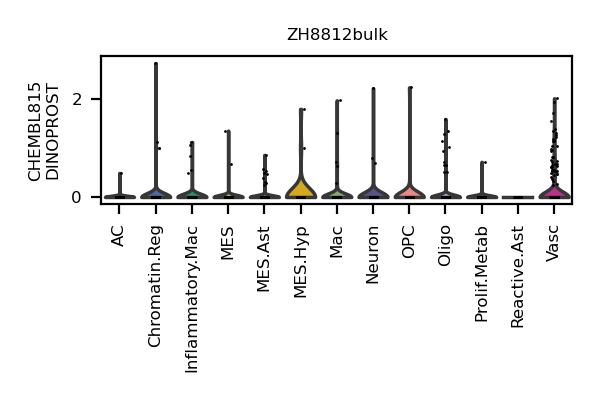 ZH8812bulk
CHEMBL815
DINOPROST
2
0
AC
Chromatin.Reg
Inflammatory.Mac
MES
MES.Ast
MES.Hyp
Mac
Neuron
OPC
Oligo
Prolif.Metab
Reactive.Ast
Vasc